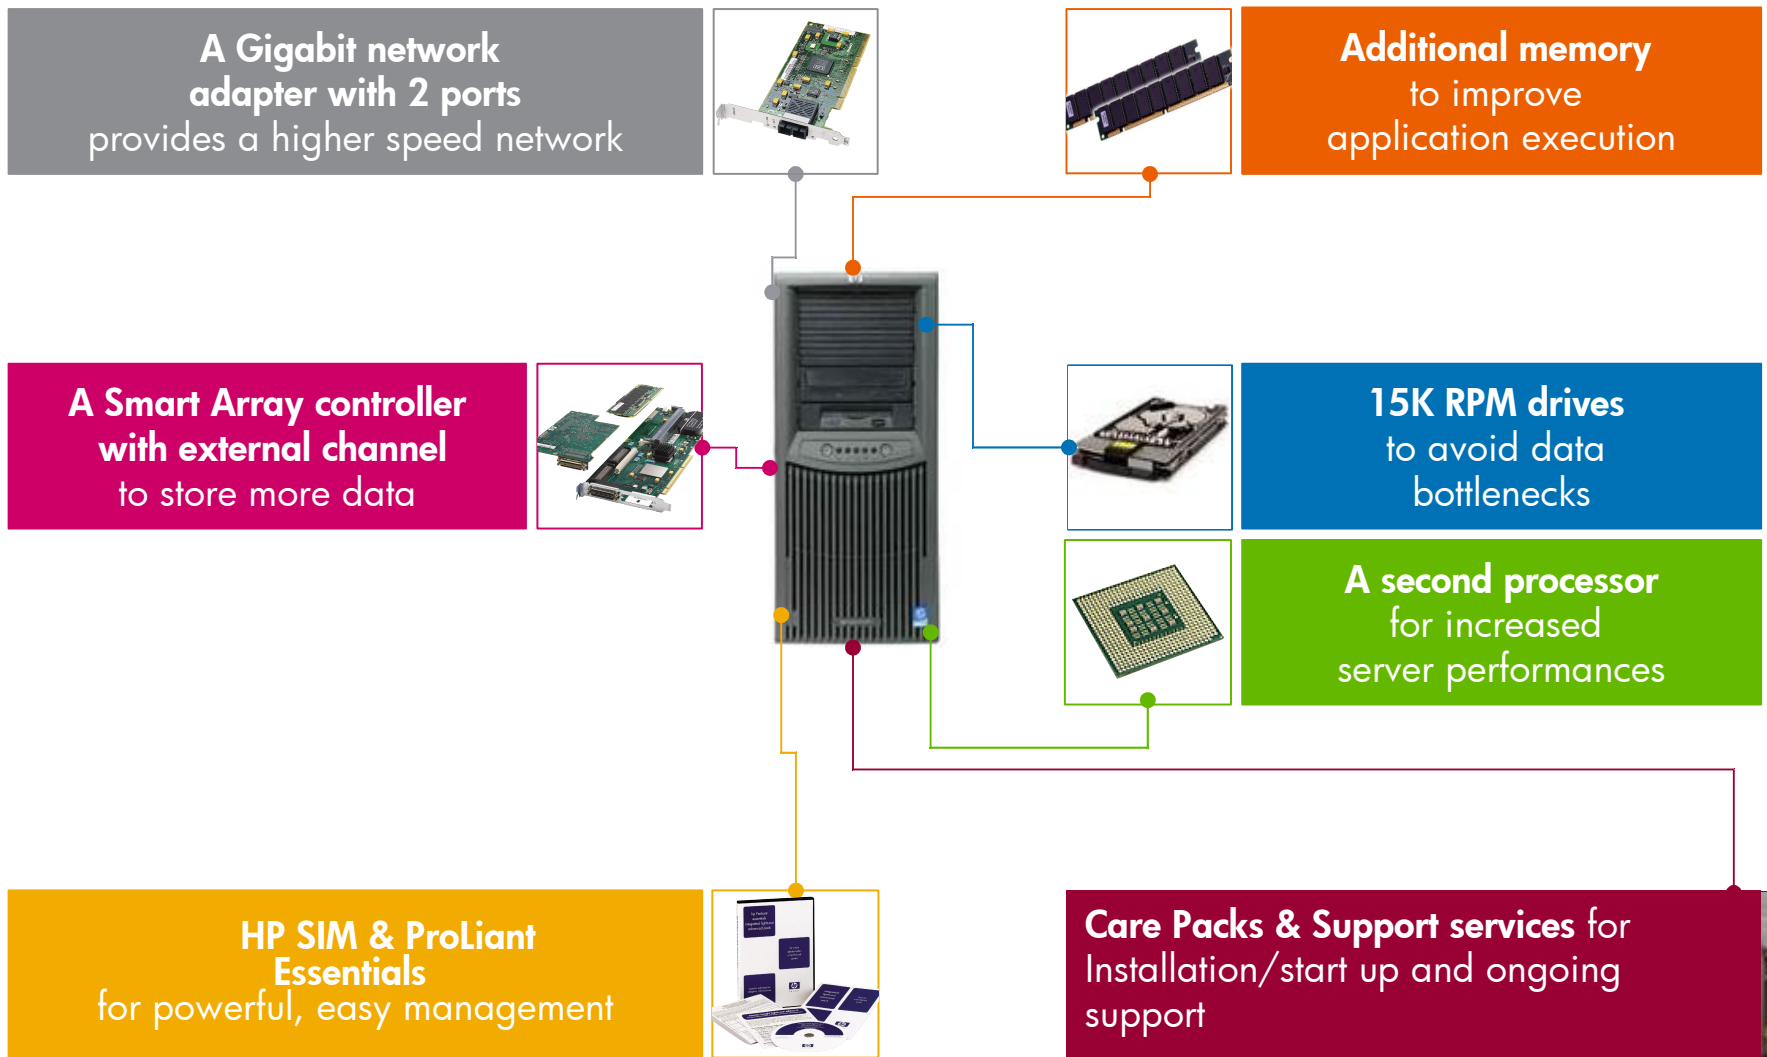 A Gigabit network
adapter with 2 ports
provides a higher speed network
Additional memory
to improve
application execution
A Smart Array controller
with external channel
to store more data
15K RPM drives
to avoid data
bottlenecks
A second processor
for increased
server performances
HP SIM & ProLiant
Essentials
for powerful, easy management
Care Packs & Support services for
Installation/start up and ongoing
support